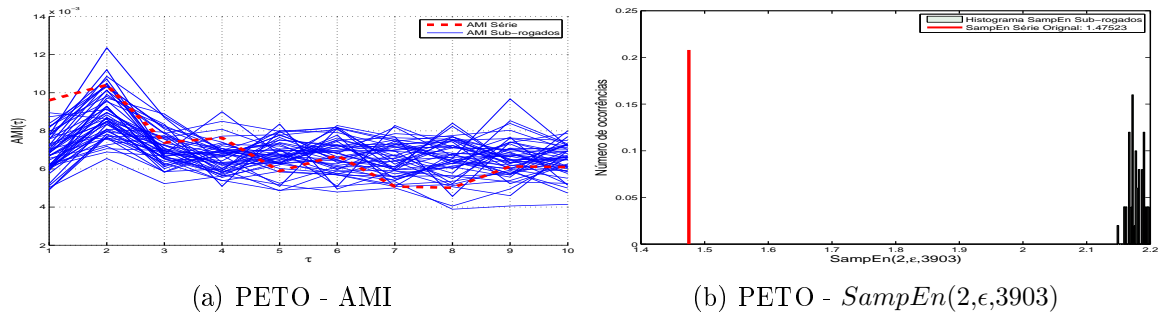 x 10⁻³
14
12
10
8
6
4
2
AMI(τ)
1 2 3 4 5 6 7 8 9 10
τ
AMI Série
AMI Sub-rogados
(a) PETO - AMI
0.25
0.2
0.15
0.1
0.05
0
Número de ocorrências
1.4 1.5 1.6 1.7 1.8 1.9 2 2.1 2.2
SampEn(2,ε,3903)
Histograma SampEn Sub-rogados
SampEn Série Orignal: 1.47523
(b) PETO - SampEn(2,ϵ,3903)